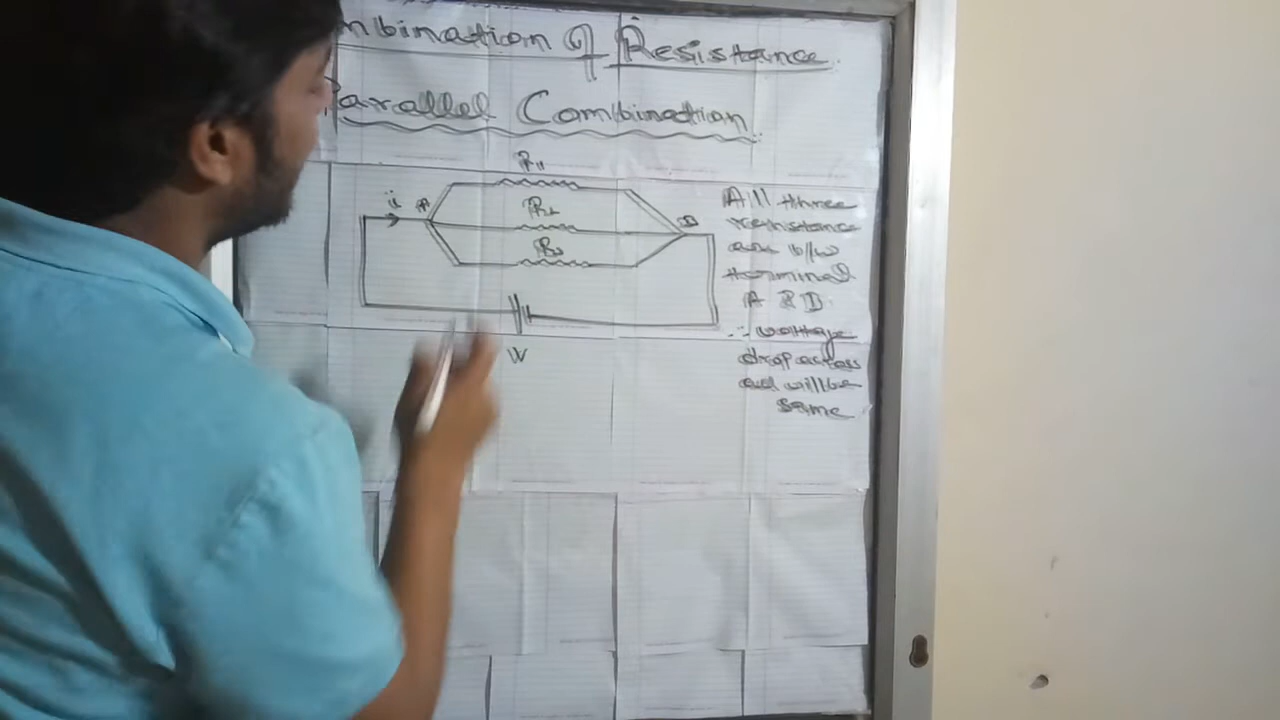 mbination of Resistance
Parallel Combination
R1
i
A
R2
B
R3
V
All three
resistance
are b/w
terminal
A & B
∴ voltage
drop across
all will be
same